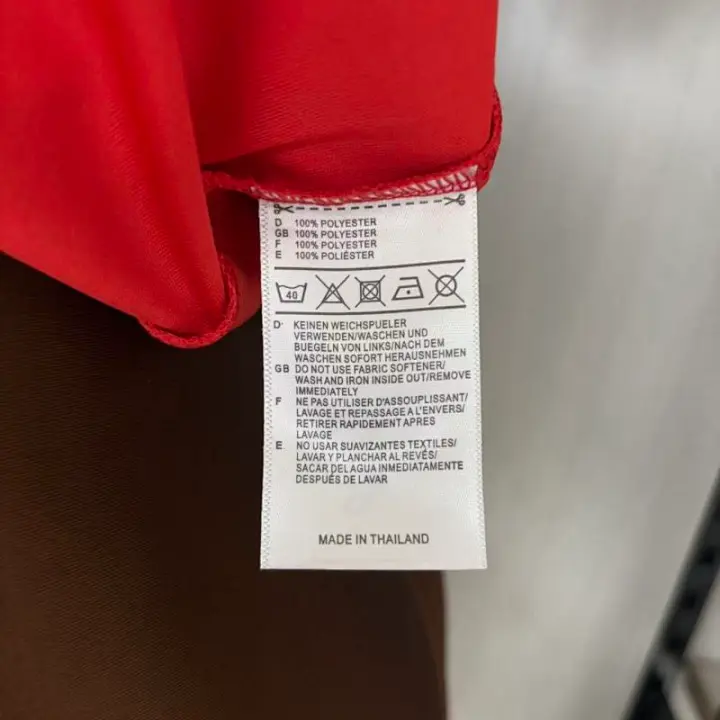 D 100% POLYESTER
GB 100% POLYESTER
F 100% POLYESTER
E 100% POLIÉSTER
40
D KEINEN WEICHSPUELER
VERWENDEN/WASCHEN UND
BUEGELN VON LINKS/NACH DEM
WASCHEN SOFORT HERAUSNEHMEN
GB DO NOT USE FABRIC SOFTENER/
WASH AND IRON INSIDE OUT/REMOVE
IMMEDIATELY
F NE PAS UTILISER D'ASSOUPLISSANT/
LAVAGE ET REPASSAGE A L'ENVERS/
RETIRER RAPIDEMENT APRES
LAVAGE
E NO USAR SUAVIZANTES TEXTILES/
LAVAR Y PLANCHAR AL REVÉS/
SACAR DEL AGUA INMEDIATAMENTE
DESPUÉS DE LAVAR
MADE IN THAILAND